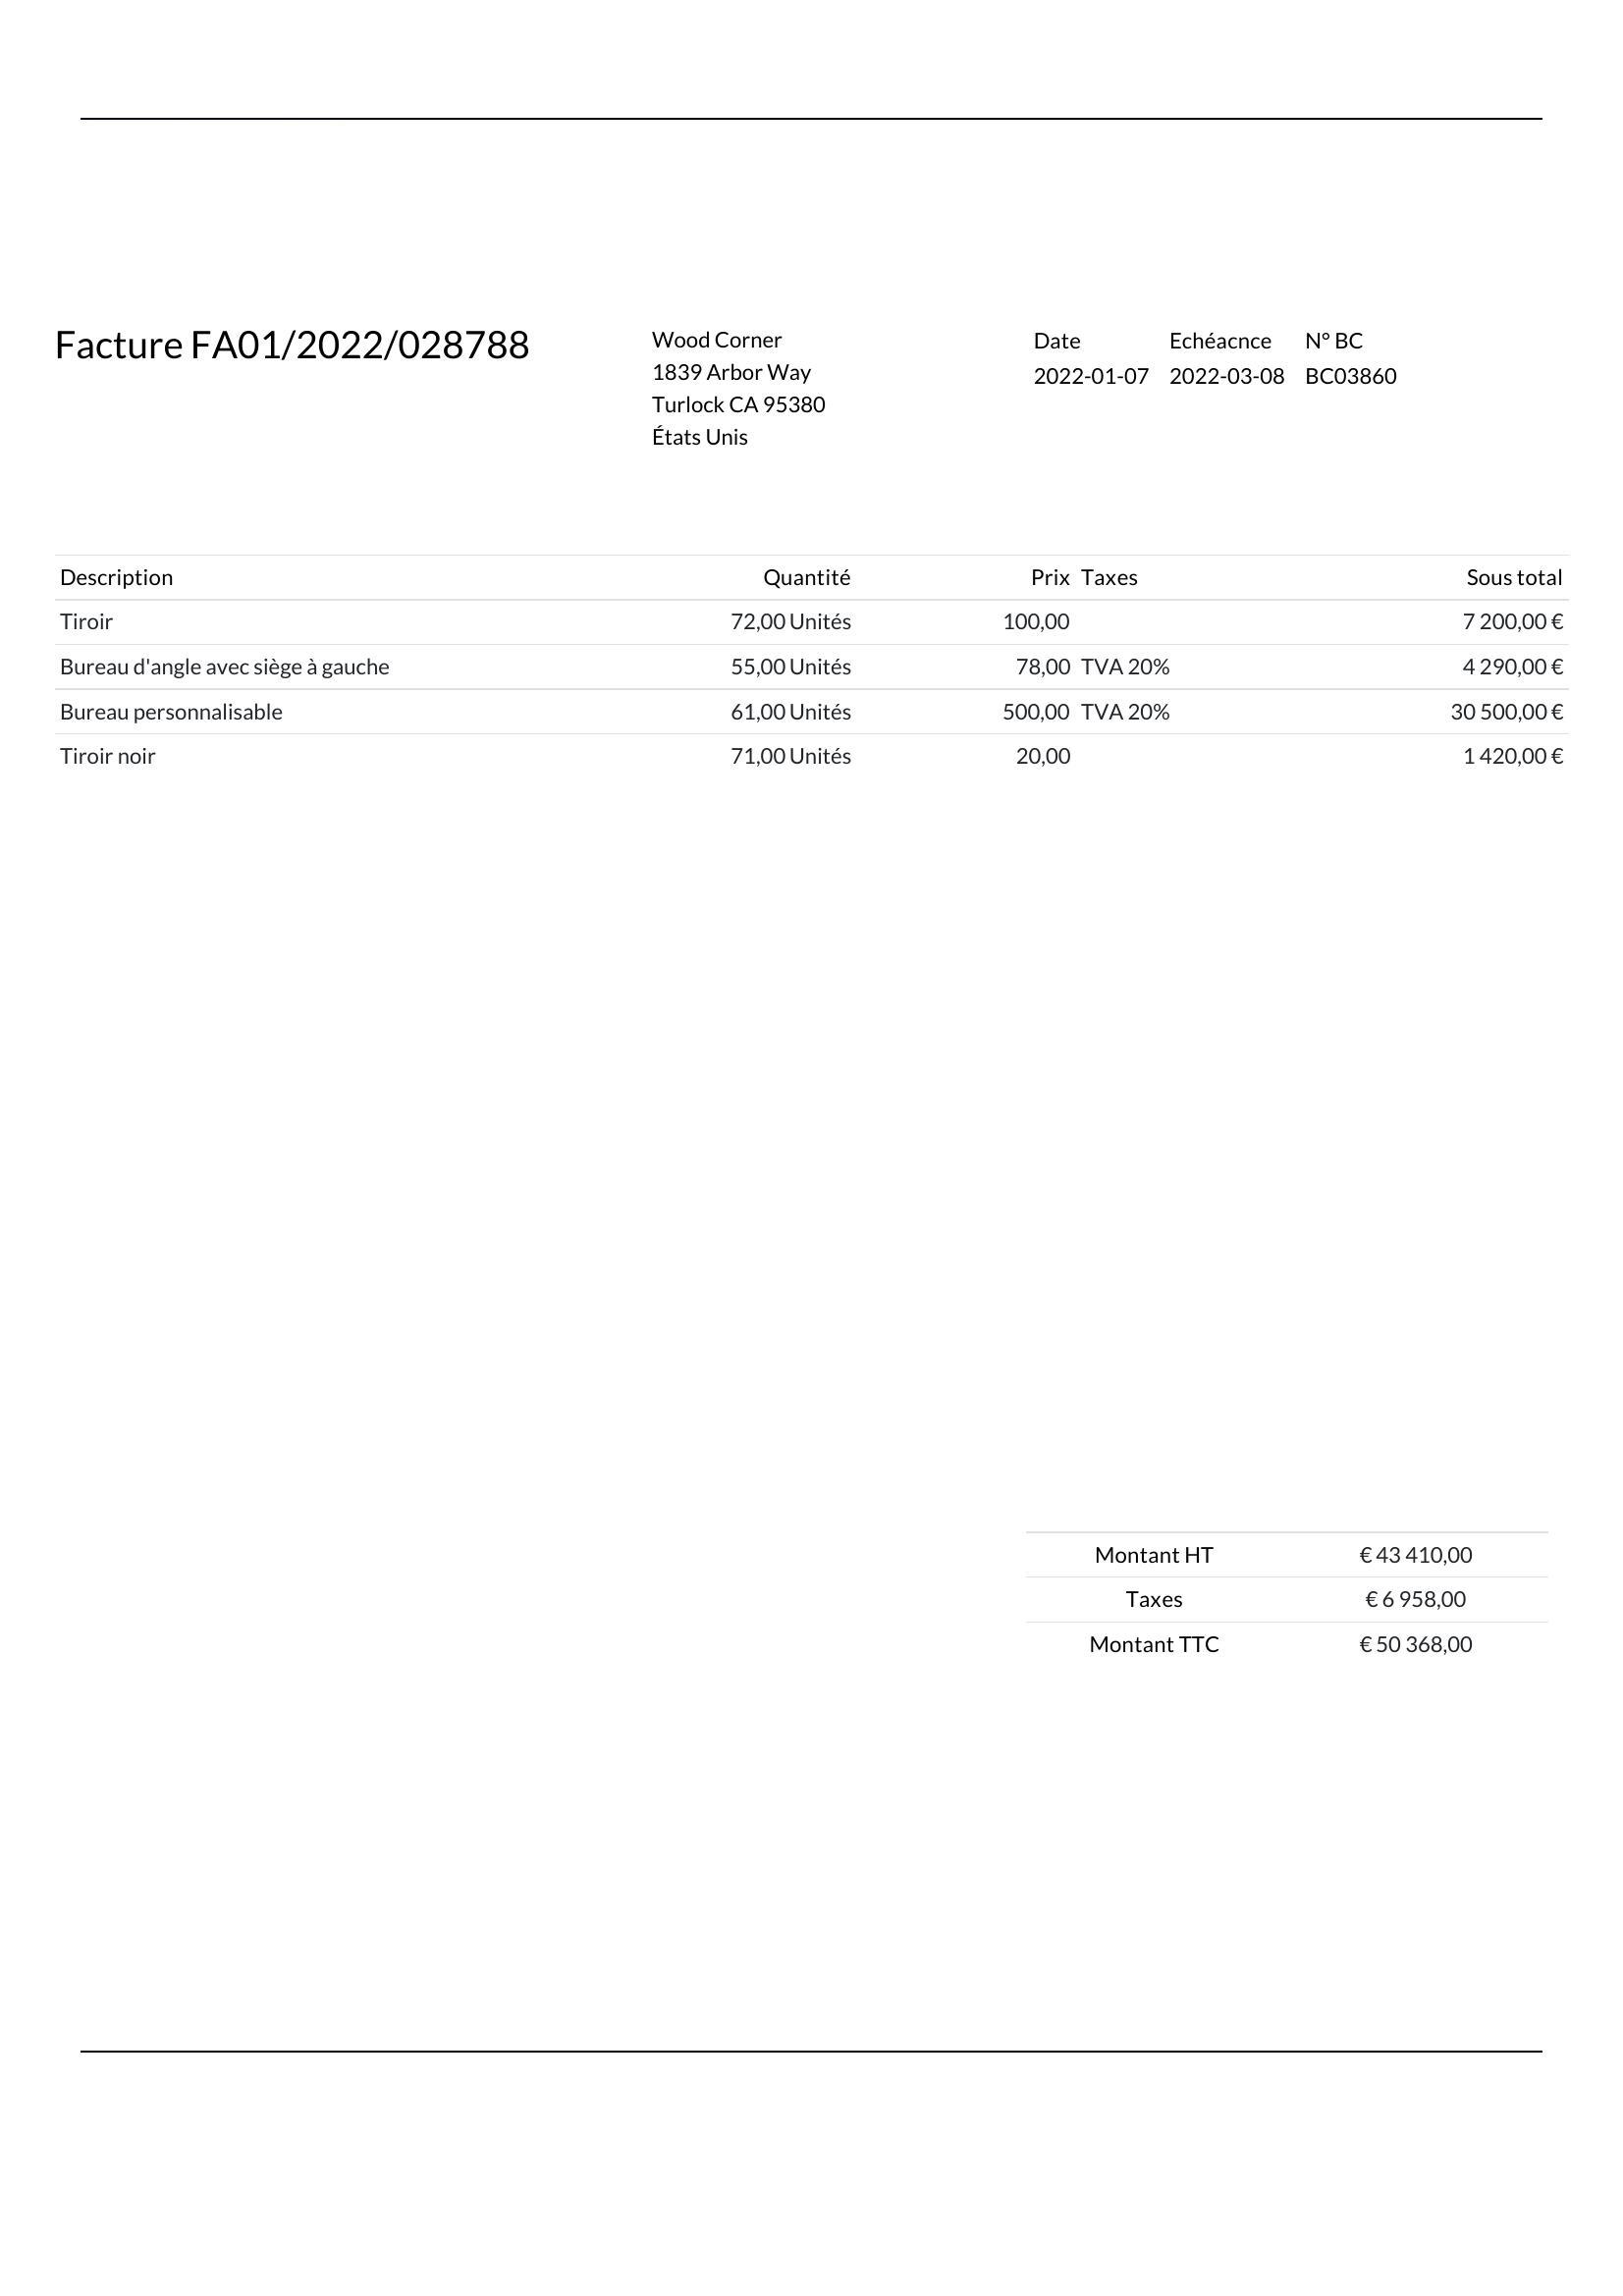 Facture FA01/2022/028788
Wood Corner
1839 Arbor Way
Turlock CA 95380
États Unis
Date Echéacnce N° BC
2022-01-07 2022-03-08 BC03860
Description Quantité Prix Taxes Sous total
Tiroir 72,00 Unités 100,00 7 200,00 €
Bureau d'angle avec siège à gauche 55,00 Unités 78,00 TVA 20% 4 290,00 €
Bureau personnalisable 61,00 Unités 500,00 TVA 20% 30 500,00 €
Tiroir noir 71,00 Unités 20,00 1 420,00 €
Montant HT € 43 410,00
Taxes € 6 958,00
Montant TTC € 50 368,00